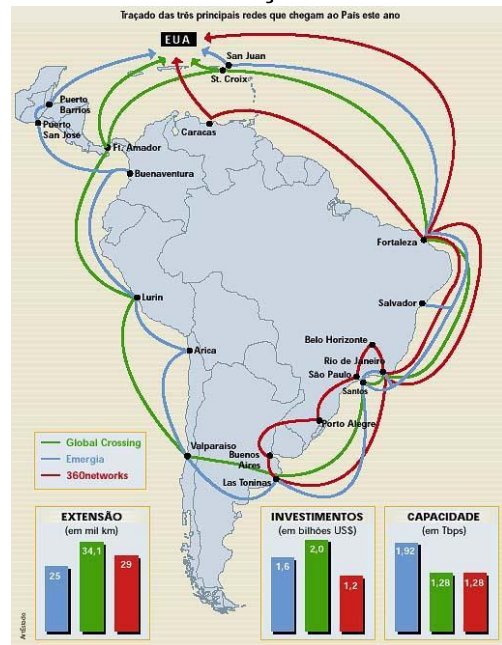 Traçado das três principais redes que chegam ao País este ano
EUA
San Juan
St. Croix
Puerto
Barrios
Puerto
San José
Caracas
Ft. Amador
Buenaventura
Fortaleza
Lurin
Salvador
Belo Horizonte
Arica
Rio de Janeiro
São Paulo
Santos
Porto Alegre
Global Crossing
Emergia
360networks
Valparaiso
Buenos
Aires
Las Toninas
EXTENSÃO
(em mil km)
25
34,1
29
INVESTIMENTOS
(em bilhões US$)
1,6
2,0
1,2
CAPACIDADE
(em Tbps)
1,92
1,28
1,28
ArtEstado